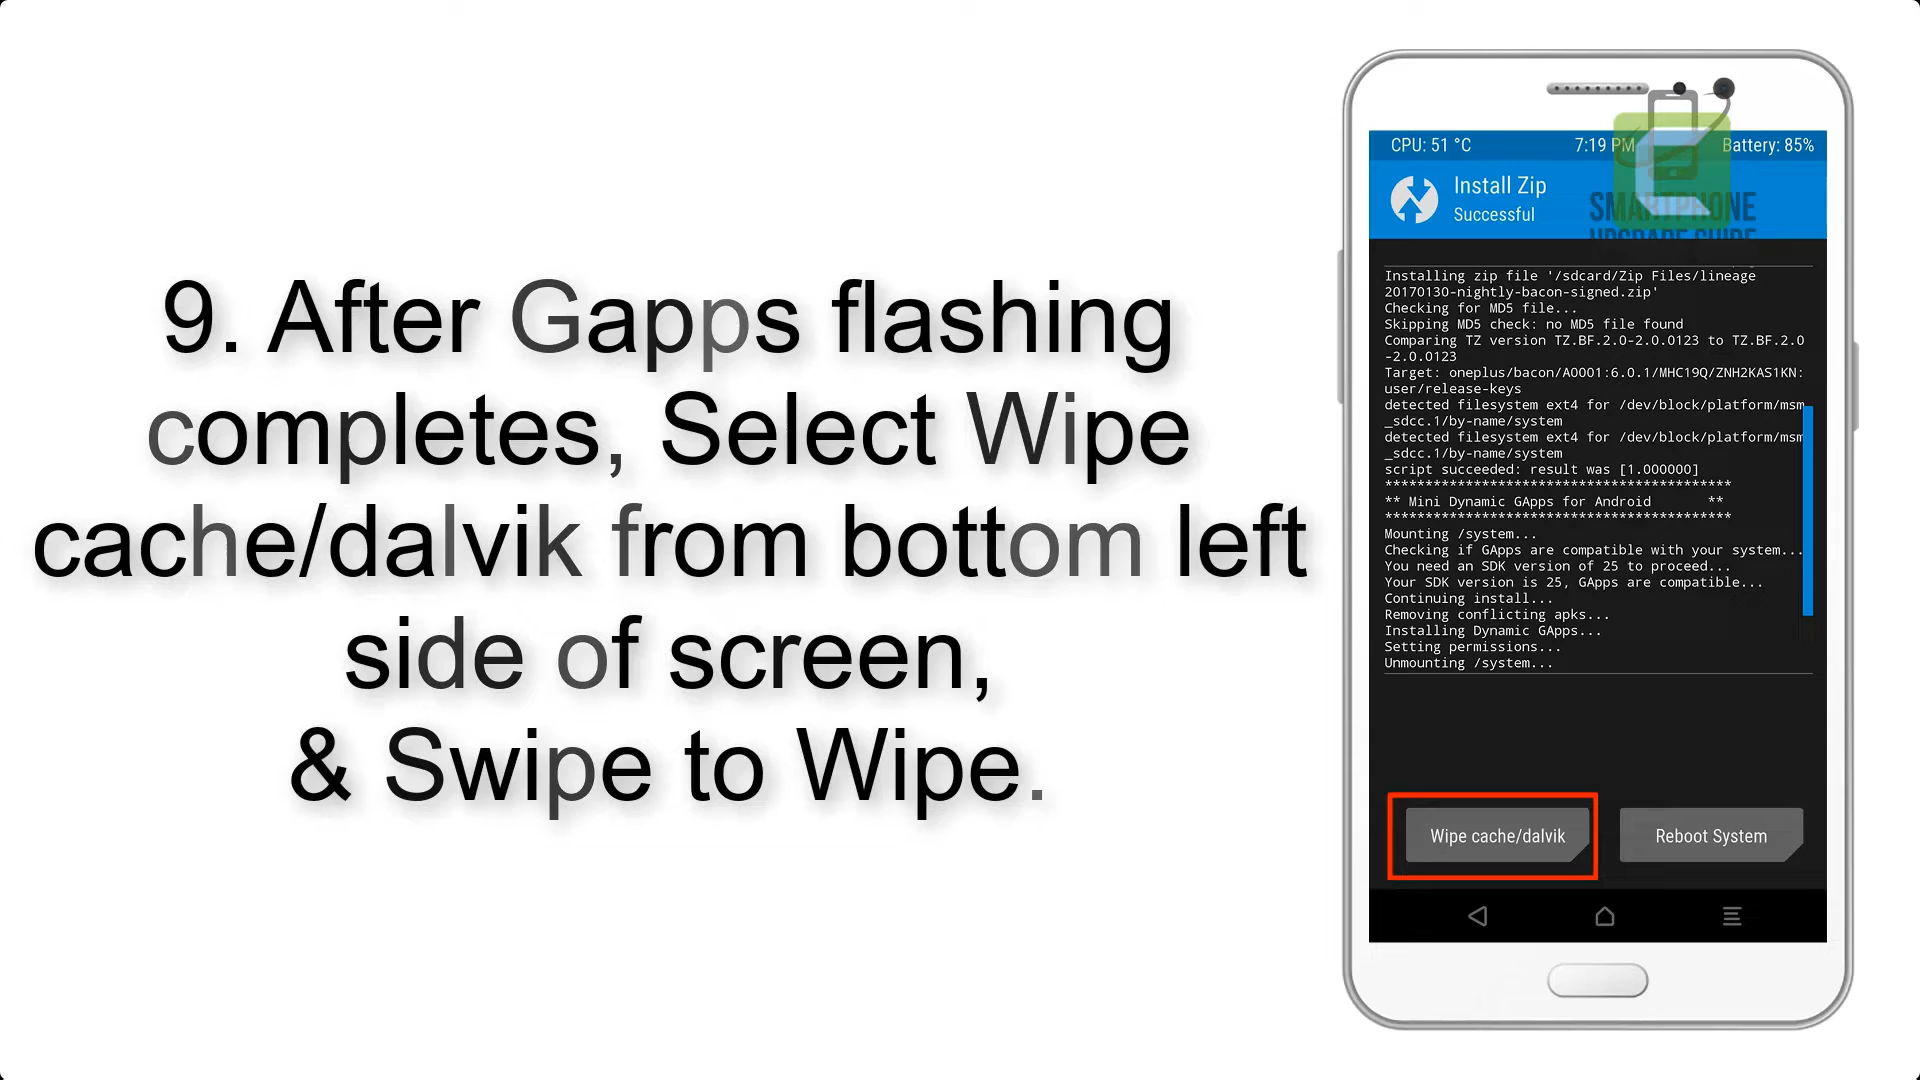 9. After Gapps flashing
completes, Select Wipe
cache/dalvik from bottom left
side of screen,
& Swipe to Wipe.
CPU: 51 °C 7:19 PM Battery: 85%
Install Zip
Successful
SMARTPHONE
UPGRADE GUIDE
Installing zip file '/sdcard/Zip Files/lineage
20170130-nightly-bacon-signed.zip'
Checking for MD5 file...
Skipping MD5 check: no MD5 file found
Comparing TZ version TZ.BF.2.0-2.0.0123 to TZ.BF.2.0
-2.0.0123
Target: oneplus/bacon/A0001:6.0.1/MHC19Q/ZNH2KAS1KN:
user/release-keys
detected filesystem ext4 for /dev/block/platform/msm
_sdcc.1/by-name/system
detected filesystem ext4 for /dev/block/platform/msm
_sdcc.1/by-name/system
script succeeded: result was [1.000000]
*******************************************
** Mini Dynamic GApps for Android **
*******************************************
Mounting /system...
Checking if GApps are compatible with your system...
You need an SDK version of 25 to proceed...
Your SDK version is 25, GApps are compatible...
Continuing install...
Removing conflicting apks...
Installing Dynamic GApps...
Setting permissions...
Unmounting /system...
Wipe cache/dalvik Reboot System